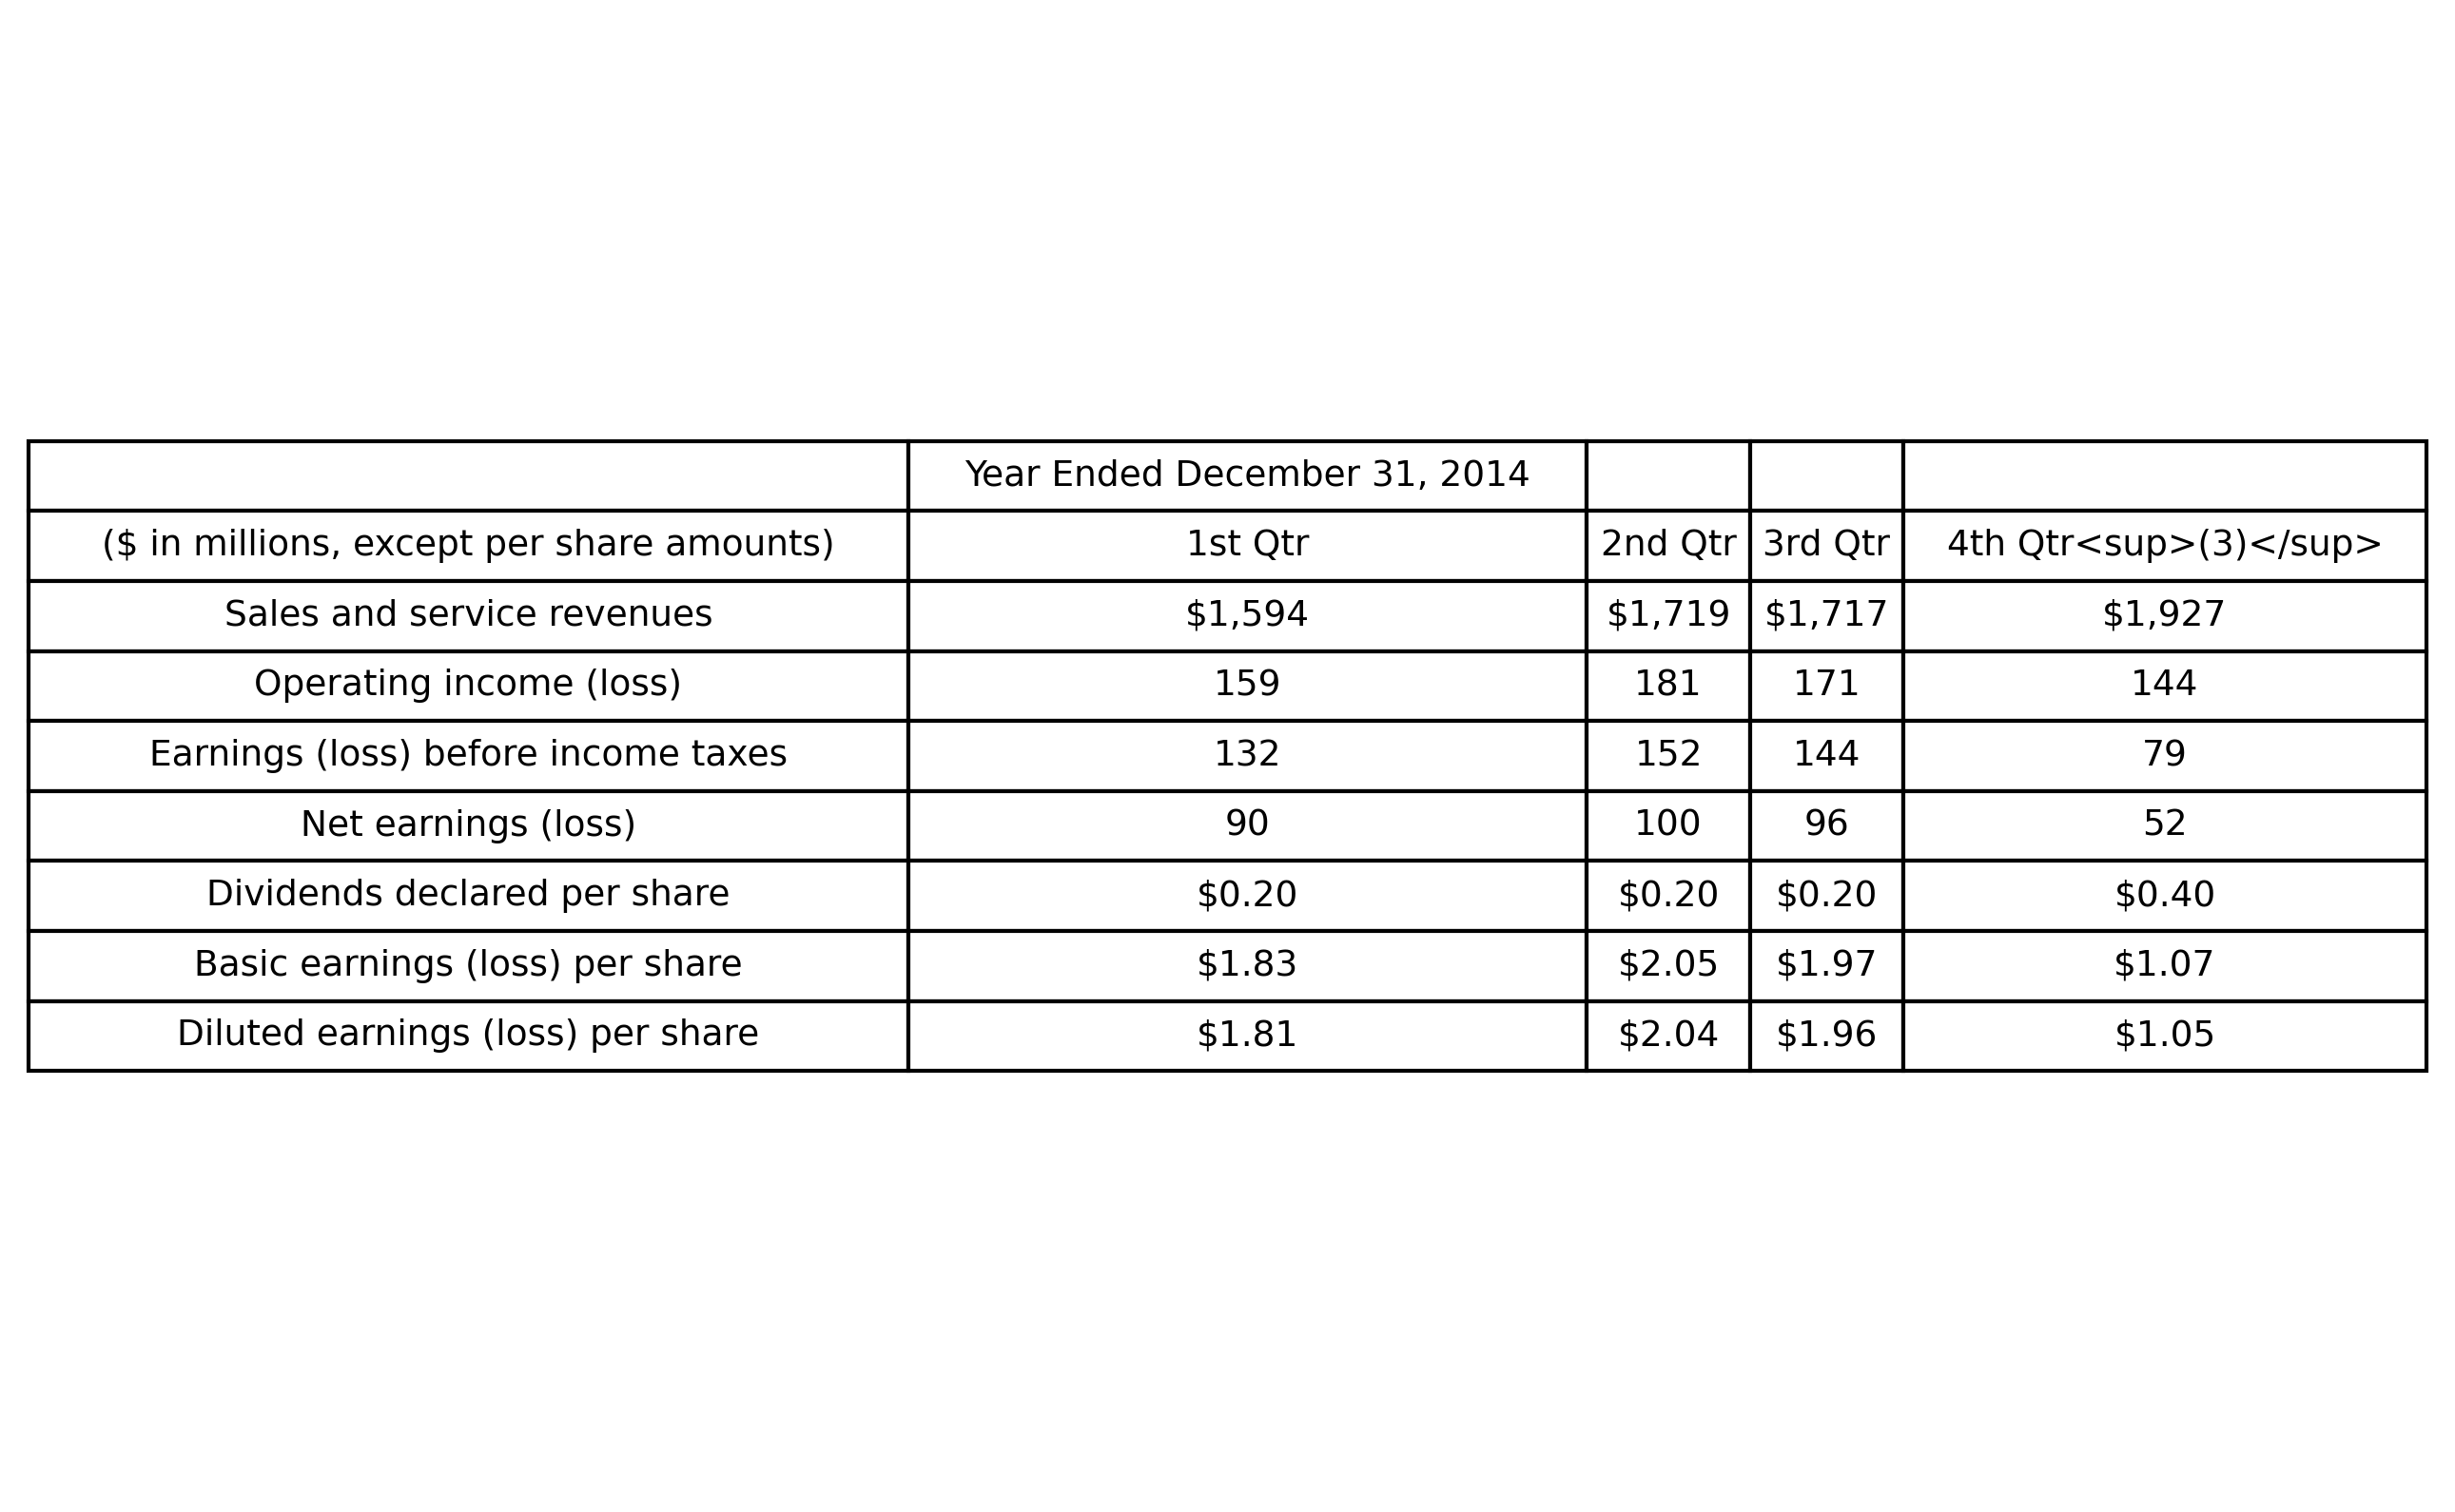 Year Ended December 31, 2014
($ in millions, except per share amounts) 1st Qtr 2nd Qtr 3rd Qtr 4th Qtr<sup>(3)</sup>
Sales and service revenues $1,594 $1,719 $1,717 $1,927
Operating income (loss) 159 181 171 144
Earnings (loss) before income taxes 132 152 144 79
Net earnings (loss) 90 100 96 52
Dividends declared per share $0.20 $0.20 $0.20 $0.40
Basic earnings (loss) per share $1.83 $2.05 $1.97 $1.07
Diluted earnings (loss) per share $1.81 $2.04 $1.96 $1.05